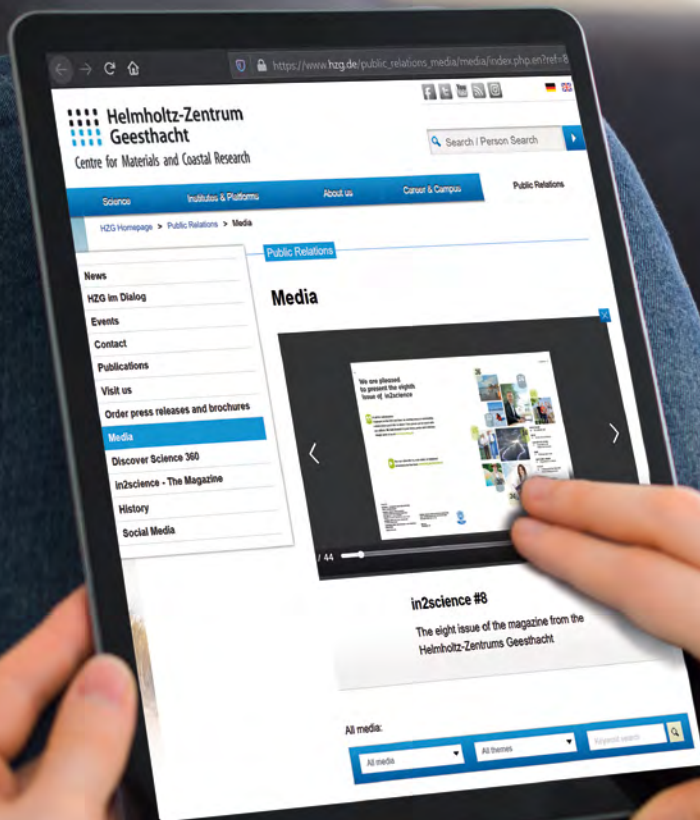 https://www.hzg.de/public_relations_media/media/index.php.en?ref=8
Helmholtz-Zentrum
Geesthacht
Centre for Materials and Coastal Research
Search / Person Search
Science
Institutes & Platforms
About us
Career & Campus
Public Relations
HZG Homepage > Public Relations > Media
News
HZG im Dialog
Events
Contact
Publications
Visit us
Order press releases and brochures
Media
Discover Science 360
in2science - The Magazine
History
Social Media
Public Relations
Media
We are pleased
to present the eighth
issue of in2science
/ 44
in2science #8
The eight issue of the magazine from the
Helmholtz-Zentrums Geesthacht
All media:
All media
All themes
Keyword search